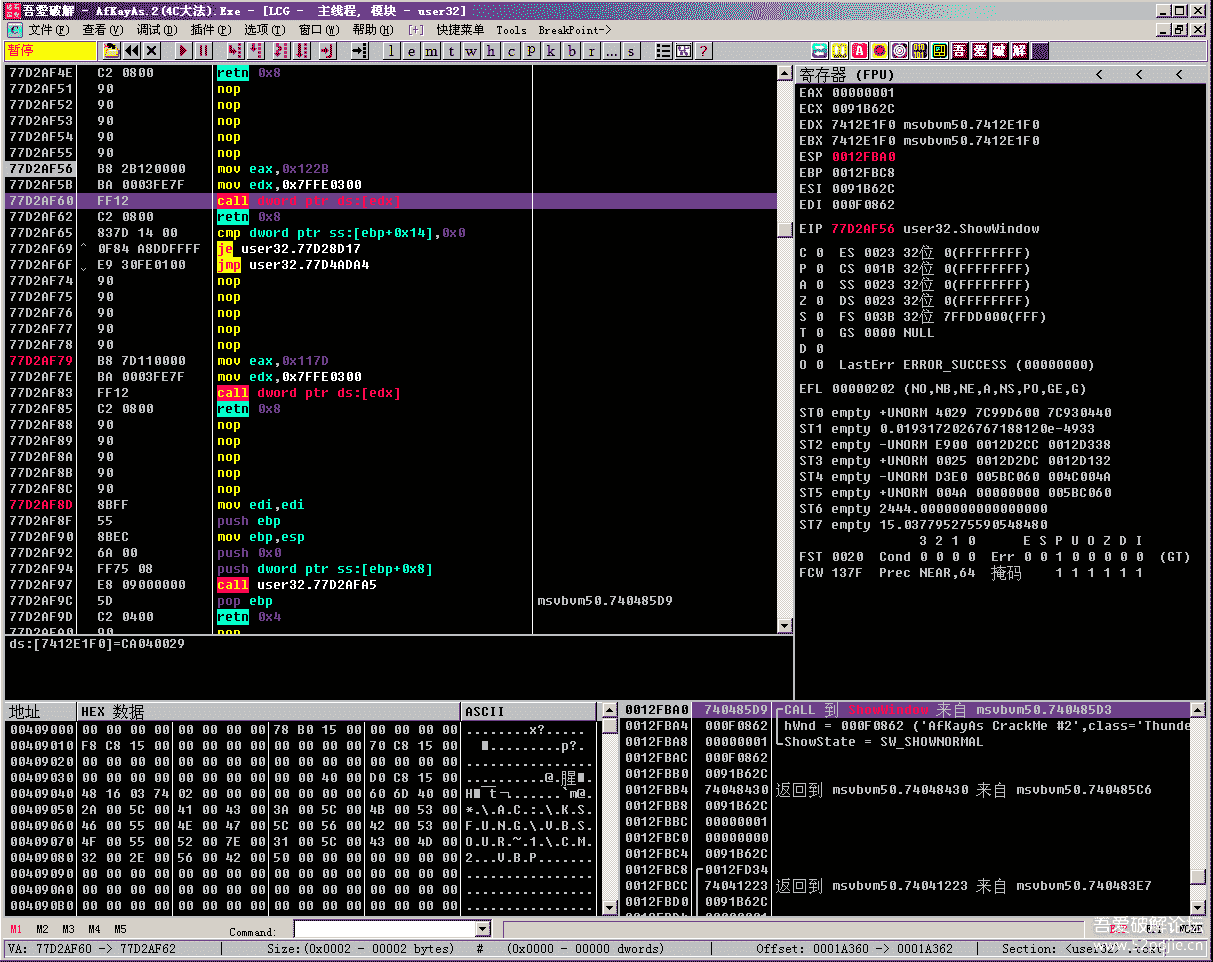 吾爱破解 - AfKayAs.2(4C大法).Exe - [LCG - 主线程, 模块 - user32]
文件(F) 查看(V) 调试(D) 插件(P) 选项(T) 窗口(W) 帮助(H) [+] 快捷菜单 Tools BreakPoint->
暂停 l e m t w h c p k b r ... s ? 吾 爱 破 解
77D2AF4E C2 0800 retn 0x8
77D2AF51 90 nop
77D2AF52 90 nop
77D2AF53 90 nop
77D2AF54 90 nop
77D2AF55 90 nop
77D2AF56 B8 2B120000 mov eax,0x122B
77D2AF5B BA 0003FE7F mov edx,0x7FFE0300
77D2AF60 FF12 call dword ptr ds:[edx]
77D2AF62 C2 0800 retn 0x8
77D2AF65 837D 14 00 cmp dword ptr ss:[ebp+0x14],0x0
77D2AF69 ^ 0F84 A8DDFFFF je user32.77D28D17
77D2AF6F E9 30FE0100 jmp user32.77D4ADA4
77D2AF74 90 nop
77D2AF75 90 nop
77D2AF76 90 nop
77D2AF77 90 nop
77D2AF78 90 nop
77D2AF79 B8 7D110000 mov eax,0x117D
77D2AF7E BA 0003FE7F mov edx,0x7FFE0300
77D2AF83 FF12 call dword ptr ds:[edx]
77D2AF85 C2 0800 retn 0x8
77D2AF88 90 nop
77D2AF89 90 nop
77D2AF8A 90 nop
77D2AF8B 90 nop
77D2AF8C 90 nop
77D2AF8D 8BFF mov edi,edi
77D2AF8F 55 push ebp
77D2AF90 8BEC mov ebp,esp
77D2AF92 6A 00 push 0x0
77D2AF94 FF75 08 push dword ptr ss:[ebp+0x8]
77D2AF97 E8 09000000 call user32.77D2AFA5
77D2AF9C 5D pop ebp msvbvm50.740485D9
77D2AF9D C2 0400 retn 0x4
77D2AFA0 90 nop
ds:[7412E1F0]=CA040029
寄存器 (FPU) < < <
EAX 00000001
ECX 0091B62C
EDX 7412E1F0 msvbvm50.7412E1F0
EBX 7412E1F0 msvbvm50.7412E1F0
ESP 0012FBA0
EBP 0012FBC8
ESI 0091B62C
EDI 000F0862
EIP 77D2AF56 user32.ShowWindow
C 0 ES 0023 32位 0(FFFFFFFF)
P 0 CS 001B 32位 0(FFFFFFFF)
A 0 SS 0023 32位 0(FFFFFFFF)
Z 0 DS 0023 32位 0(FFFFFFFF)
S 0 FS 003B 32位 7FFDD000(FFF)
T 0 GS 0000 NULL
D 0
O 0 LastErr ERROR_SUCCESS (00000000)
EFL 00000202 (NO,NB,NE,A,NS,PO,GE,G)
ST0 empty +UNORM 4029 7C99D600 7C930440
ST1 empty 0.0193172026767188120e-4933
ST2 empty -UNORM E900 0012D2CC 0012D338
ST3 empty +UNORM 0025 0012D2DC 0012D132
ST4 empty -UNORM D3E0 005BC060 004C004A
ST5 empty +UNORM 004A 00000000 005BC060
ST6 empty 2444.0000000000000000
ST7 empty 15.037795275590548480
3 2 1 0 E S P U O Z D I
FST 0020 Cond 0 0 0 0 Err 0 0 1 0 0 0 0 0 (GT)
FCW 137F Prec NEAR,64 掩码 1 1 1 1 1 1
地址 HEX 数据 ASCII
00409000 00 00 00 00 00 00 00 00 78 B0 15 00 00 00 00 00 ........x?.....
00409010 F8 C8 15 00 00 00 00 00 00 00 00 00 70 C8 15 00
00409020 00 00 00 00 00 00 00 00 00 00 00 00 00 00 00 00 ................
00409030 00 00 00 00 00 00 00 00 00 00 40 00 D0 C8 15 00
00409040 48 16 03 74 02 00 00 00 00 00 00 00 60 6D 40 00
00409050 2A 00 5C 00 41 00 43 00 3A 00 5C 00 4B 00 53 00 *.\.A.C.:.\.K.S.
00409060 46 00 55 00 4E 00 47 00 5C 00 56 00 42 00 53 00 F.U.N.G.\.V.B.S.
00409070 4F 00 55 00 52 00 7E 00 31 00 5C 00 43 00 4D 00 O.U.R.~.1.\.C.M.
00409080 32 00 2E 00 56 00 42 00 50 00 00 00 00 00 00 00 2...V.B.P.......
00409090 00 00 00 00 00 00 00 00 00 00 00 00 00 00 00 00 ................
004090A0 00 00 00 00 00 00 00 00 00 00 00 00 00 00 00 00 ................
004090B0 00 00 00 00 00 00 00 00 00 00 00 00 00 00 00 00 ................
0012FBA0 740485D9 CALL 到 ShowWindow 来自 msvbvm50.740485D3
0012FBA4 000F0862 hWnd = 000F0862 ('AfKayAs CrackMe #2',class='Thunde
0012FBA8 00000001 ShowState = SW_SHOWNORMAL
0012FBAC 000F0862
0012FBB0 0091B62C
0012FBB4 74048430 返回到 msvbvm50.74048430 来自 msvbvm50.740485C6
0012FBB8 0091B62C
0012FBBC 00000001
0012FBC0 00000000
0012FBC4 0091B62C
0012FBC8 0012FD34
0012FBCC 74041223 返回到 msvbvm50.74041223 来自 msvbvm50.740483E7
0012FBD0 0091B62C
M1 M2 M3 M4 M5 Command:
吾爱破解论坛
www.52pojie.cn
VA: 77D2AF60 -> 77D2AF62 Size:(0x0002 - 00002 bytes) # (0x0000 - 00000 dwords) Offset: 0001A360 -> 0001A362 Section: <user32> .text